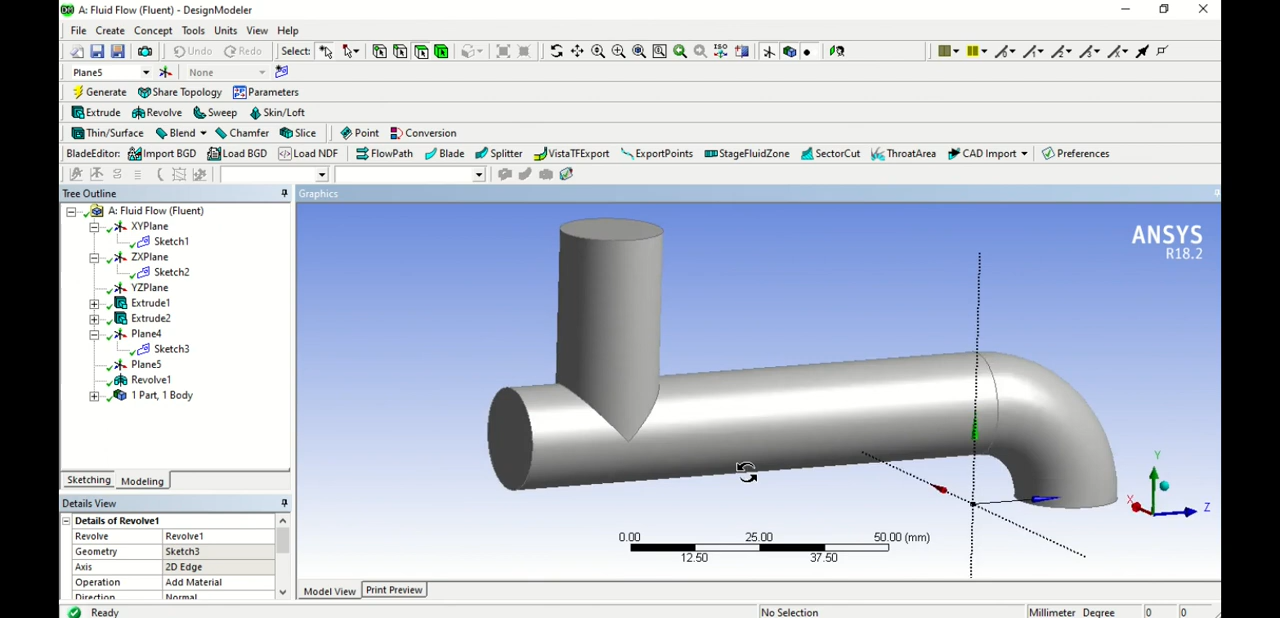 A: Fluid Flow (Fluent) - DesignModeler
File Create Concept Tools Units View Help
Undo Redo Select: ISO
Plane5 None
Generate Share Topology Parameters
Extrude Revolve Sweep Skin/Loft
Thin/Surface Blend Chamfer Slice Point Conversion
BladeEditor: Import BGD Load BGD Load NDF FlowPath Blade Splitter VistaTFExport ExportPoints StageFluidZone SectorCut ThroatArea CAD Import Preferences
Tree Outline
A: Fluid Flow (Fluent)
XYPlane
Sketch1
ZXPlane
Sketch2
YZPlane
Extrude1
Extrude2
Plane4
Sketch3
Plane5
Revolve1
1 Part, 1 Body
Sketching Modeling
Details View
Details of Revolve1
Revolve Revolve1
Geometry Sketch3
Axis 2D Edge
Operation Add Material
Direction Normal
Graphics
ANSYS
R18.2
Y
X
Z
0.00 25.00 50.00 (mm)
12.50 37.50
Model View Print Preview
Ready No Selection Millimeter Degree 0 0